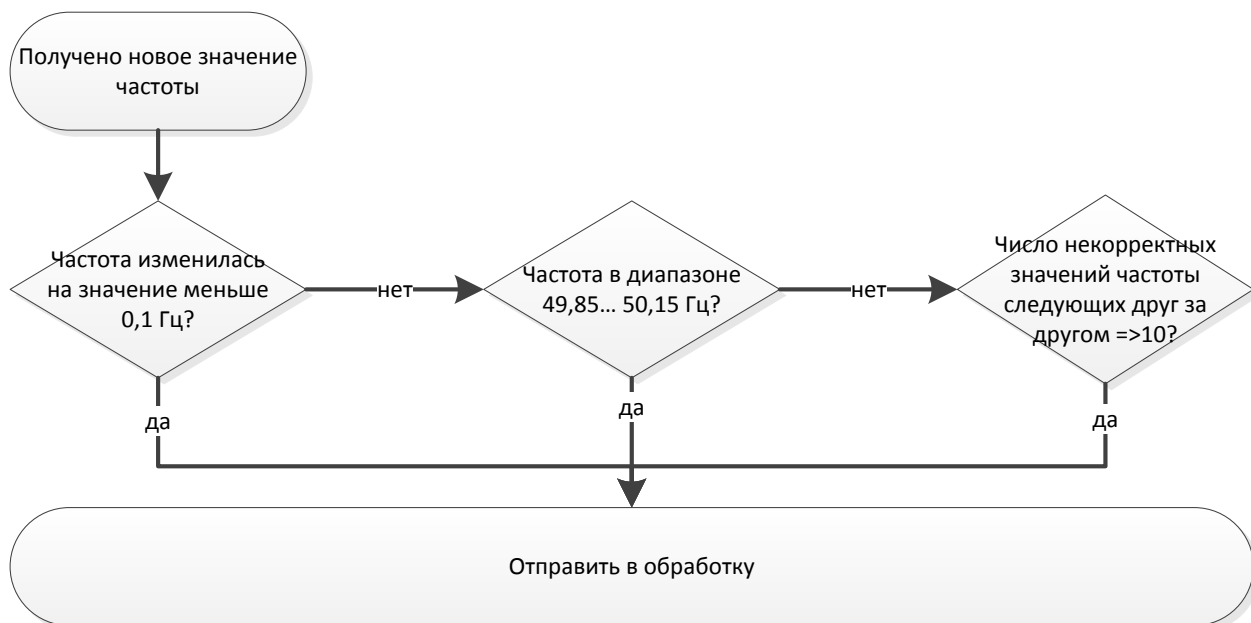 Получено новое значение
частоты
Частота изменилась
на значение меньше
0,1 Гц?
нет
Частота в диапазоне
49,85... 50,15 Гц?
нет
Число некорректных
значений частоты
следующих друг за
другом =>10?
да
да
да
Отправить в обработку